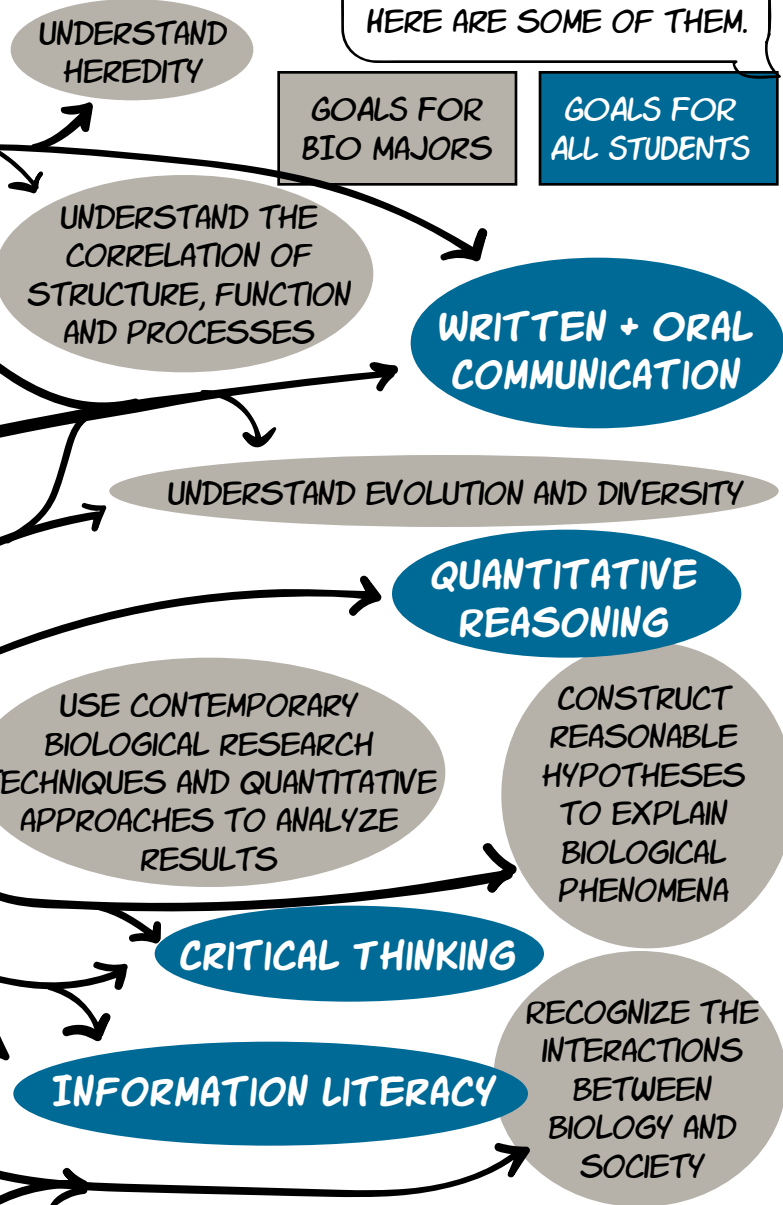 HERE ARE SOME OF THEM.
UNDERSTAND
HEREDITY
GOALS FOR
BIO MAJORS
GOALS FOR
ALL STUDENTS
UNDERSTAND THE
CORRELATION OF
STRUCTURE, FUNCTION
AND PROCESSES
WRITTEN + ORAL
COMMUNICATION
UNDERSTAND EVOLUTION AND DIVERSITY
QUANTITATIVE
REASONING
USE CONTEMPORARY
BIOLOGICAL RESEARCH
TECHNIQUES AND QUANTITATIVE
APPROACHES TO ANALYZE
RESULTS
CONSTRUCT
REASONABLE
HYPOTHESES
TO EXPLAIN
BIOLOGICAL
PHENOMENA
CRITICAL THINKING
INFORMATION LITERACY
RECOGNIZE THE
INTERACTIONS
BETWEEN
BIOLOGY AND
SOCIETY